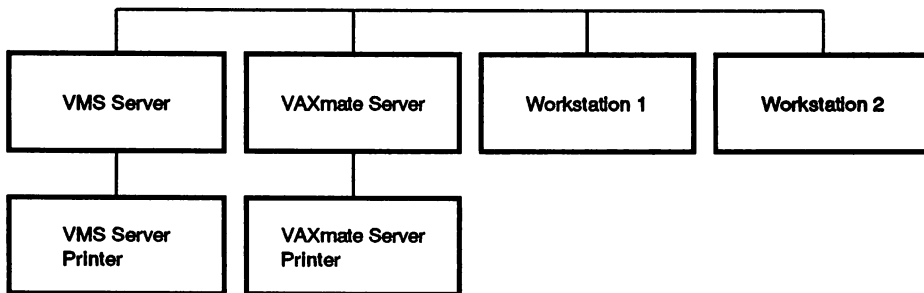 VMS Server
VAXmate Server
Workstation 1
Workstation 2
VMS Server
Printer
VAXmate Server
Printer